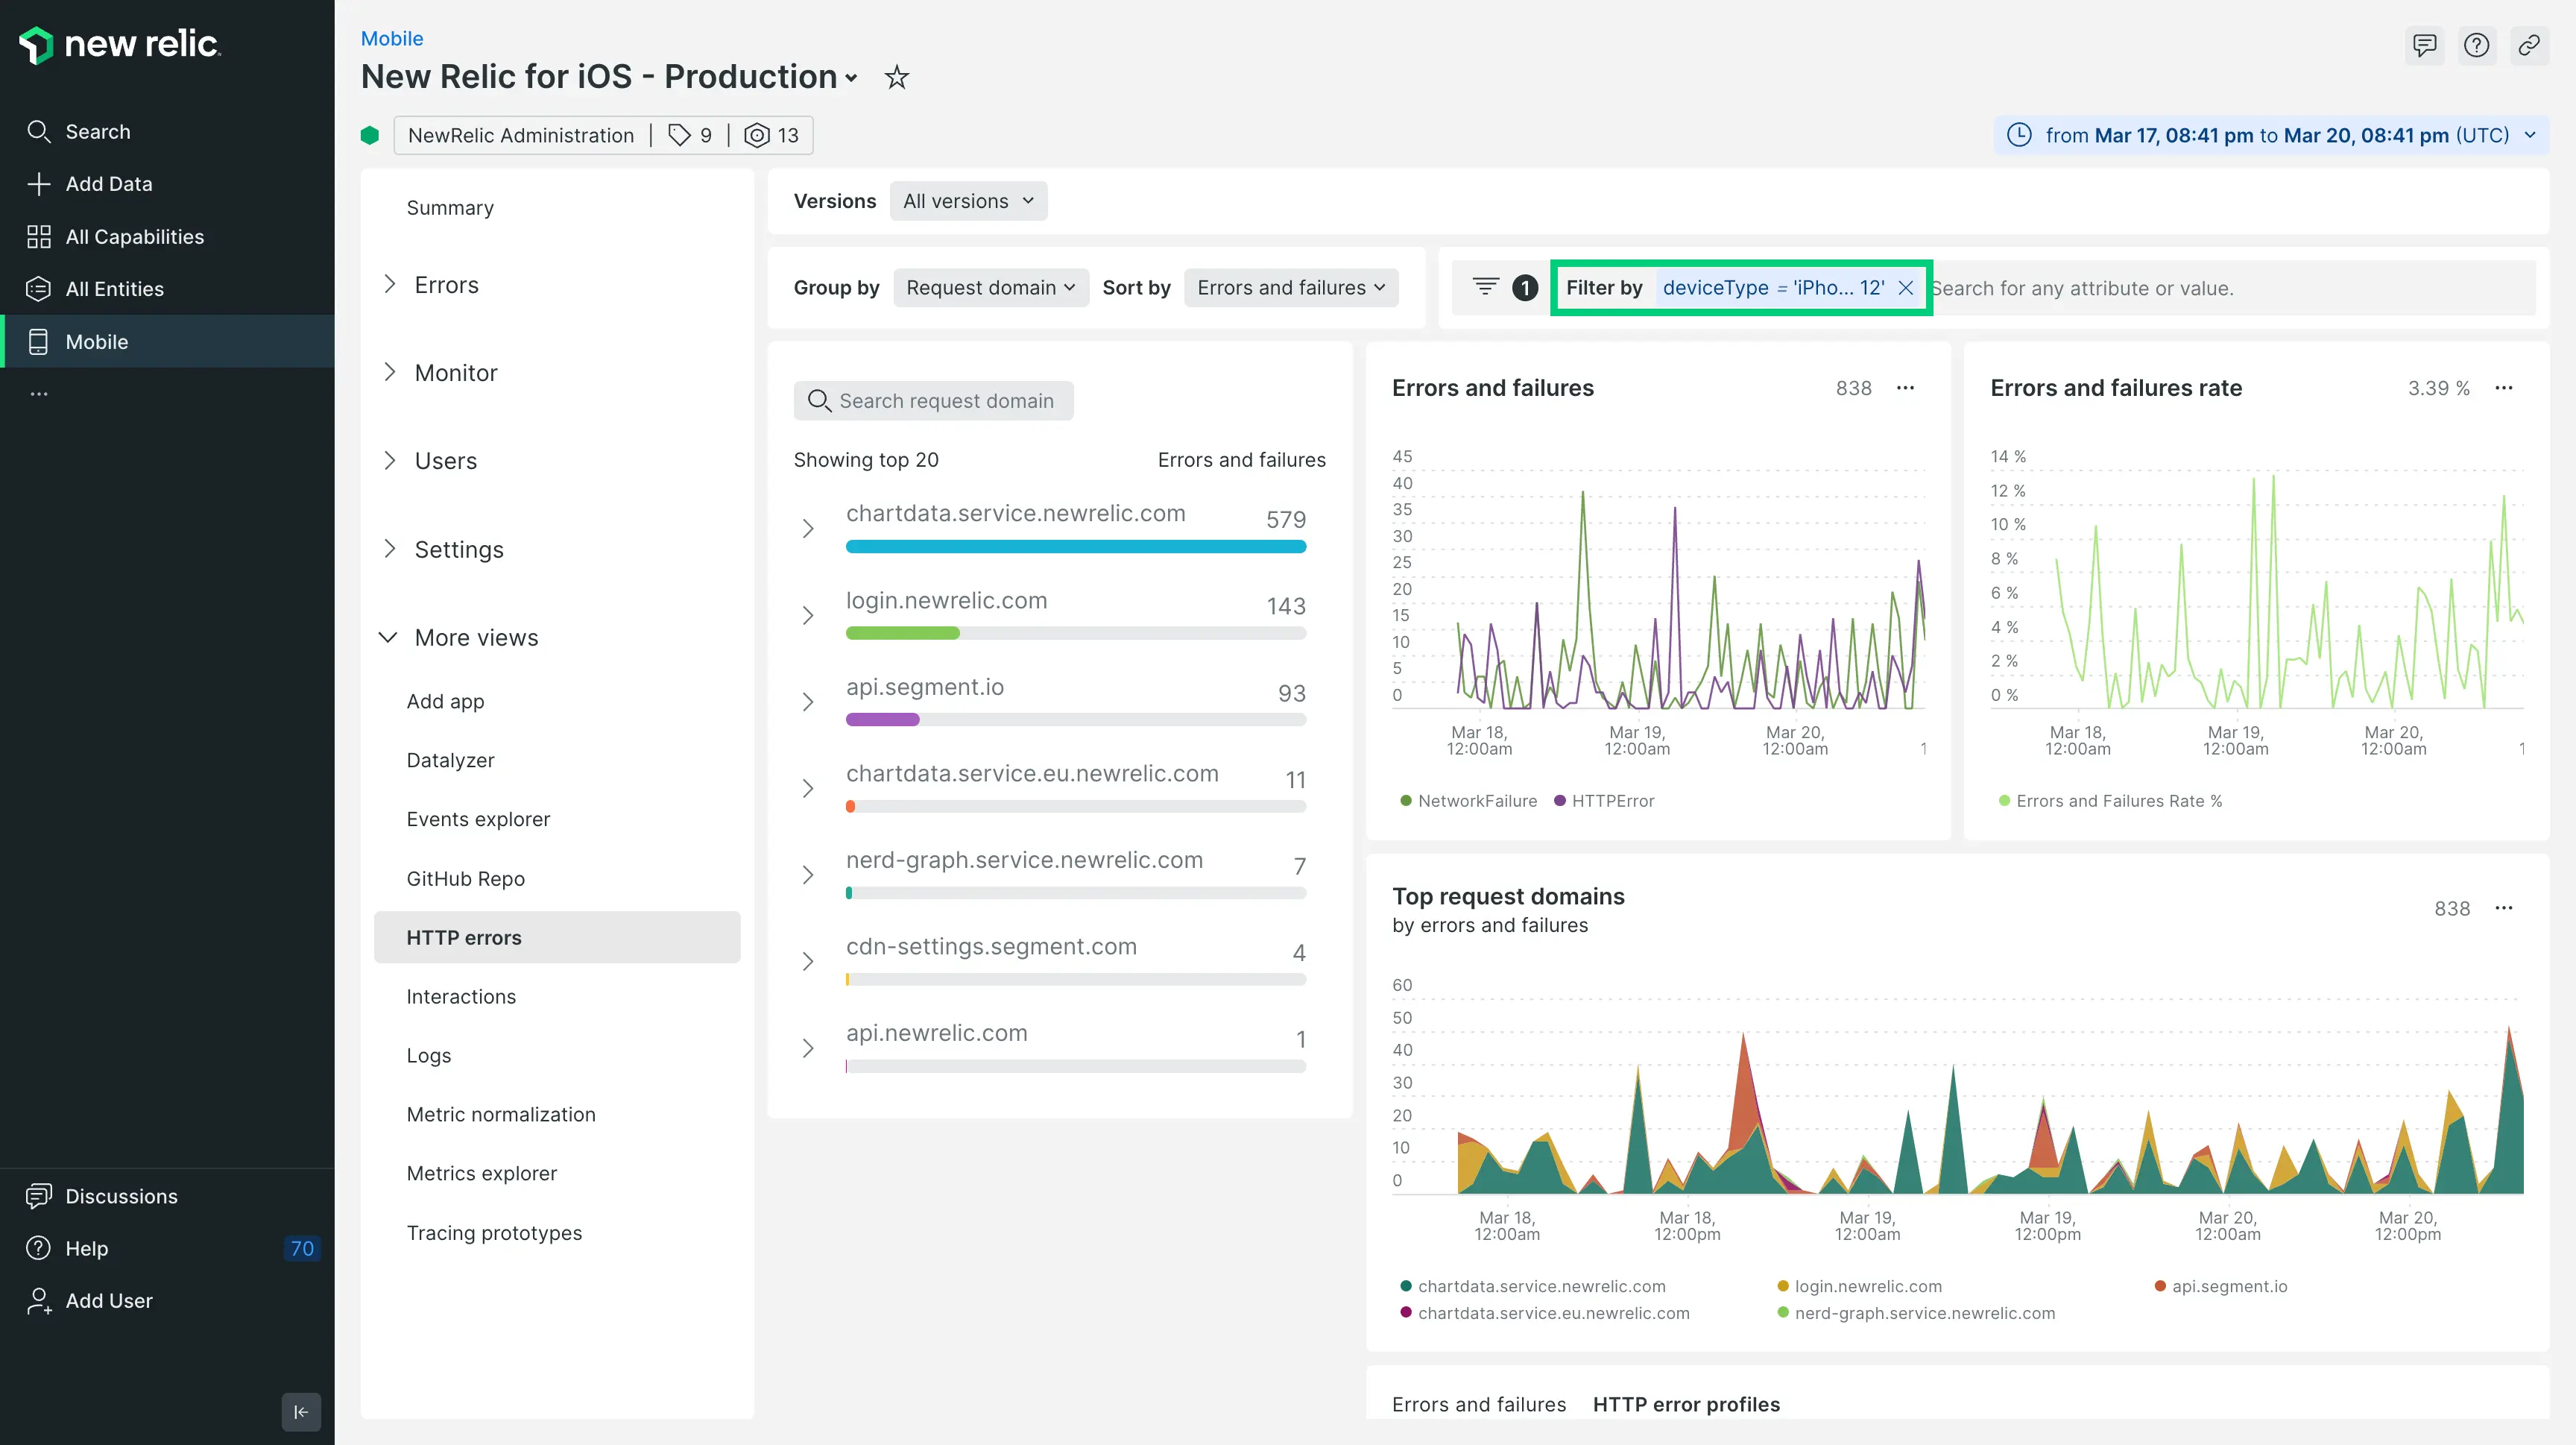 new relic
Search
Add Data
All Capabilities
All Entities
Mobile
...
Discussions
Help 70
Add User
Mobile
New Relic for iOS - Production
NewRelic Administration | 9 | 13
from Mar 17, 08:41 pm to Mar 20, 08:41 pm (UTC)
Summary
Errors
Monitor
Users
Settings
More views
Add app
Datalyzer
Events explorer
GitHub Repo
HTTP errors
Interactions
Logs
Metric normalization
Metrics explorer
Tracing prototypes
Versions All versions
Group by Request domain Sort by Errors and failures
1 Filter by deviceType = 'iPho... 12' Search for any attribute or value.
Search request domain
Showing top 20 Errors and failures
chartdata.service.newrelic.com 579
login.newrelic.com 143
api.segment.io 93
chartdata.service.eu.newrelic.com 11
nerd-graph.service.newrelic.com 7
cdn-settings.segment.com 4
api.newrelic.com 1
Errors and failures 838 ...
45
40
35
30
25
20
15
10
5
0
Mar 18, Mar 19, Mar 20,
12:00am 12:00am 12:00am 1
NetworkFailure HTTPError
Errors and failures rate 3.39 % ...
14 %
12 %
10 %
8 %
6 %
4 %
2 %
0 %
Mar 18, Mar 19, Mar 20,
12:00am 12:00am 12:00am 1
Errors and Failures Rate %
Top request domains
by errors and failures
838 ...
60
50
40
30
20
10
0
Mar 18, Mar 18, Mar 19, Mar 19, Mar 20, Mar 20,
12:00am 12:00pm 12:00am 12:00pm 12:00am 12:00pm
chartdata.service.newrelic.com login.newrelic.com api.segment.io
chartdata.service.eu.newrelic.com nerd-graph.service.newrelic.com
Errors and failures HTTP error profiles